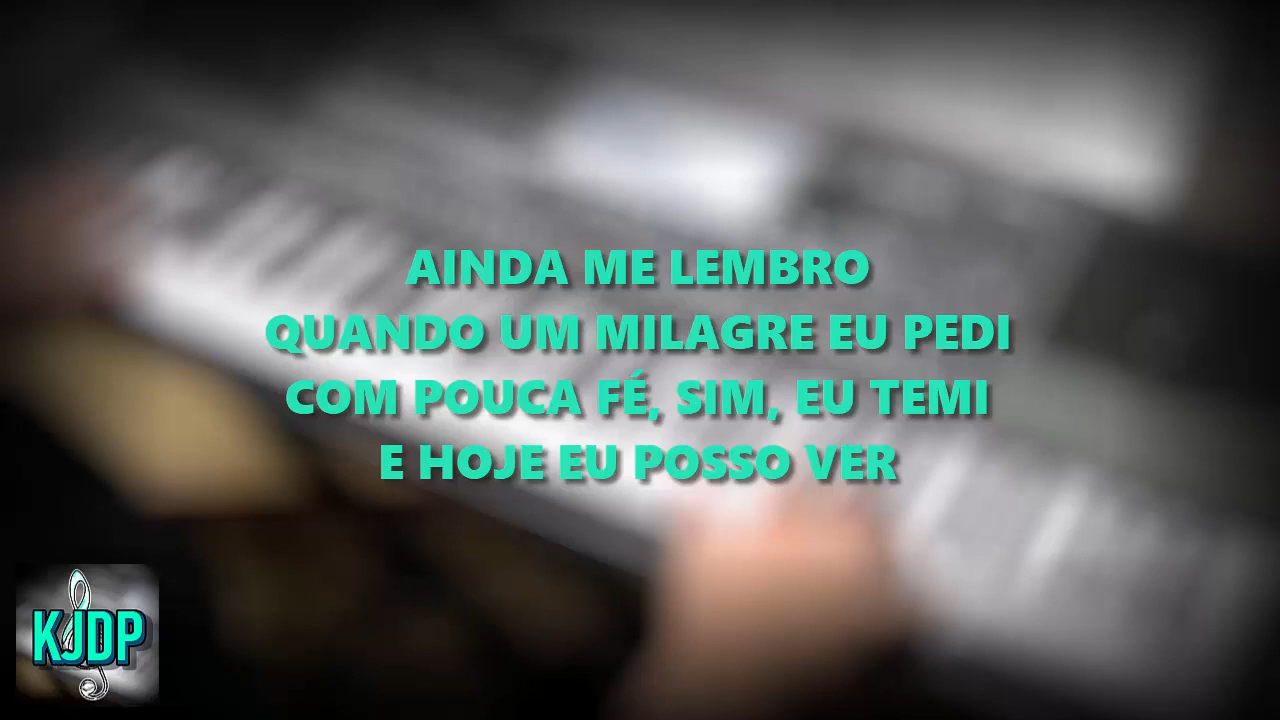 AINDA ME LEMBRO
QUANDO UM MILAGRE EU PEDI
COM POUCA FÉ, SIM, EU TEMI
E HOJE EU POSSO VER
KJDP